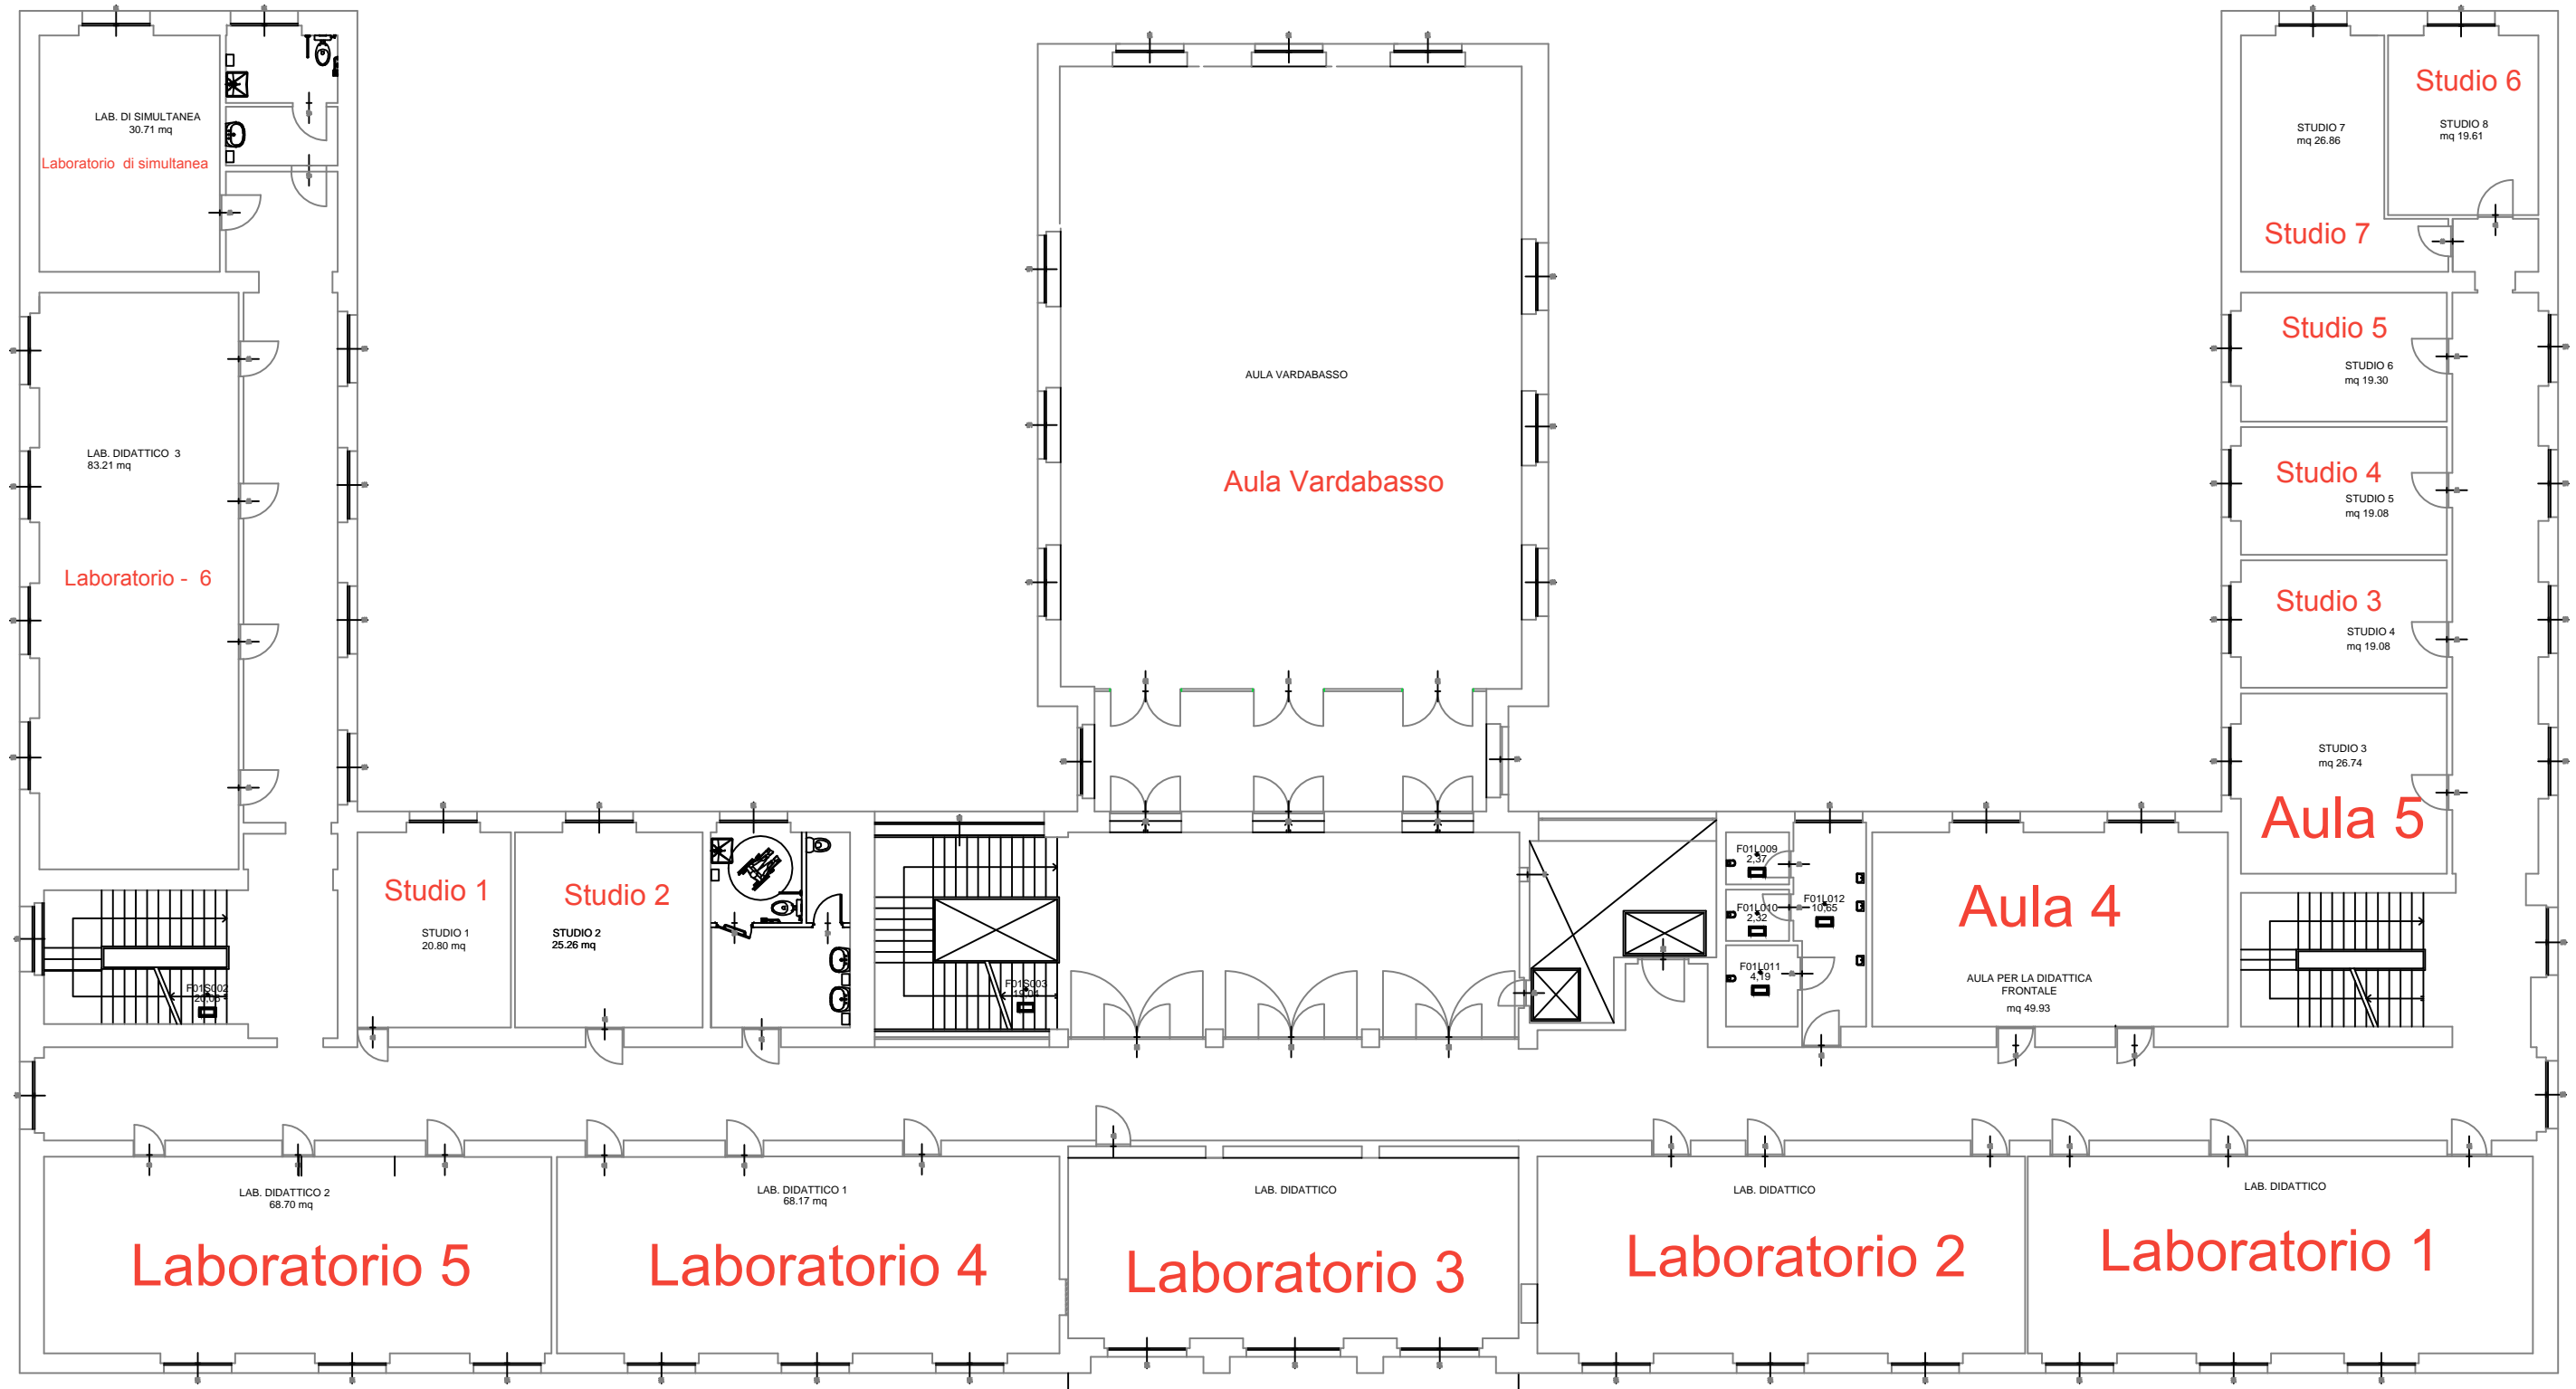 LAB. DI SIMULTANEA
30.71 mq
Laboratorio di simultanea
LAB. DIDATTICO 3
83.21 mq
Laboratorio - 6
AULA VARDABASSO
Aula Vardabasso
Studio 6
STUDIO 8
mq 19.61
STUDIO 7
mq 26.86
Studio 7
Studio 5
STUDIO 6
mq 19.30
Studio 4
STUDIO 5
mq 19.08
Studio 3
STUDIO 4
mq 19.08
STUDIO 3
mq 26.74
Aula 5
Studio 1
STUDIO 1
20.80 mq
Studio 2
STUDIO 2
25.26 mq
F01S002
20,05
F01S003
19,04
F01L009
2,37
F01L010
2,32
F01L011
4,19
F01L012
10,65
Aula 4
AULA PER LA DIDATTICA
FRONTALE
mq 49.93
LAB. DIDATTICO 2
68.70 mq
Laboratorio 5
LAB. DIDATTICO 1
68.17 mq
Laboratorio 4
LAB. DIDATTICO
Laboratorio 3
LAB. DIDATTICO
Laboratorio 2
LAB. DIDATTICO
Laboratorio 1